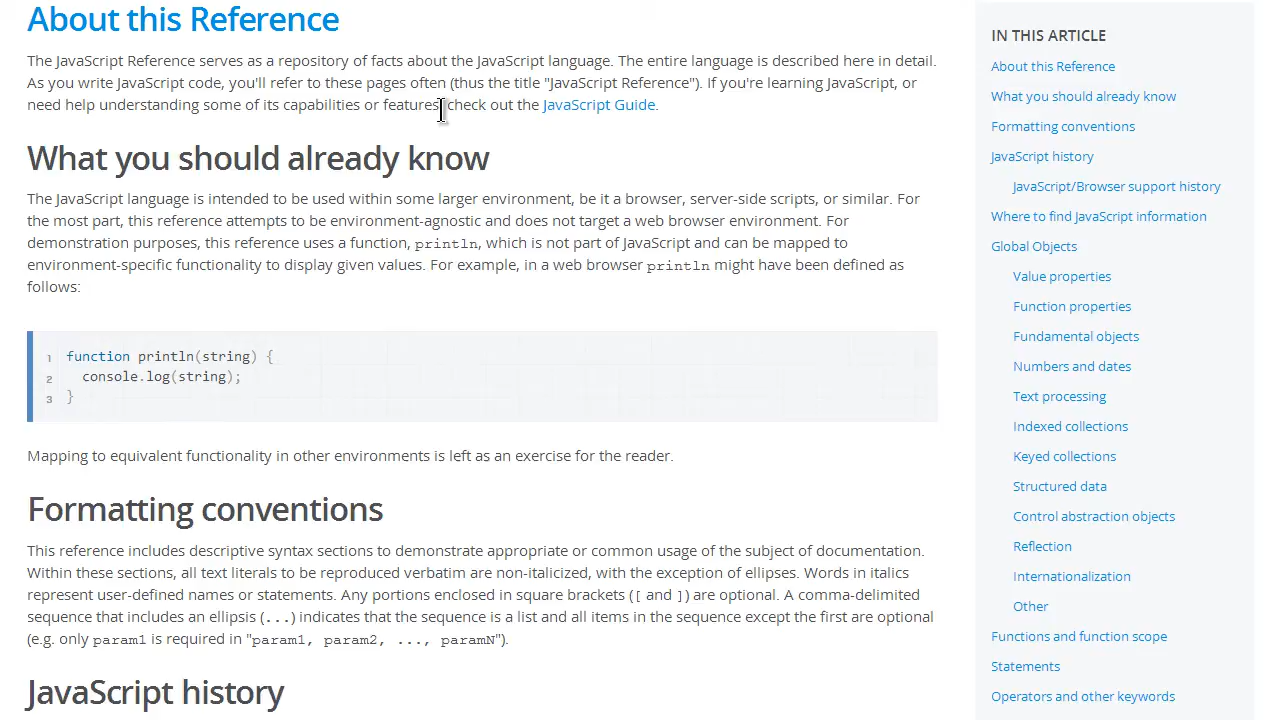 About this Reference
The JavaScript Reference serves as a repository of facts about the JavaScript language. The entire language is described here in detail.
As you write JavaScript code, you'll refer to these pages often (thus the title "JavaScript Reference"). If you're learning JavaScript, or
need help understanding some of its capabilities or features, check out the JavaScript Guide.
What you should already know
The JavaScript language is intended to be used within some larger environment, be it a browser, server-side scripts, or similar. For
the most part, this reference attempts to be environment-agnostic and does not target a web browser environment. For
demonstration purposes, this reference uses a function, println, which is not part of JavaScript and can be mapped to
environment-specific functionality to display given values. For example, in a web browser println might have been defined as
follows:
1 function println(string) {
2   console.log(string);
3 }
Mapping to equivalent functionality in other environments is left as an exercise for the reader.
Formatting conventions
This reference includes descriptive syntax sections to demonstrate appropriate or common usage of the subject of documentation.
Within these sections, all text literals to be reproduced verbatim are non-italicized, with the exception of ellipses. Words in italics
represent user-defined names or statements. Any portions enclosed in square brackets ([ and ]) are optional. A comma-delimited
sequence that includes an ellipsis (...) indicates that the sequence is a list and all items in the sequence except the first are optional
(e.g. only param1 is required in "param1, param2, ..., paramN").
JavaScript history
IN THIS ARTICLE
About this Reference
What you should already know
Formatting conventions
JavaScript history
JavaScript/Browser support history
Where to find JavaScript information
Global Objects
Value properties
Function properties
Fundamental objects
Numbers and dates
Text processing
Indexed collections
Keyed collections
Structured data
Control abstraction objects
Reflection
Internationalization
Other
Functions and function scope
Statements
Operators and other keywords